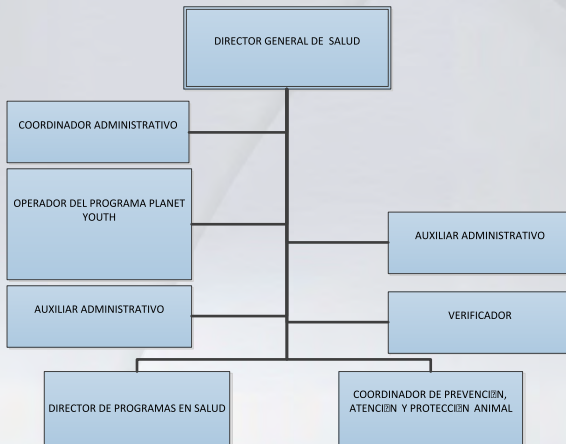 DIRECTOR GENERAL DE SALUD
COORDINADOR ADMINISTRATIVO
OPERADOR DEL PROGRAMA PLANET
YOUTH
AUXILIAR ADMINISTRATIVO
AUXILIAR ADMINISTRATIVO
VERIFICADOR
DIRECTOR DE PROGRAMAS EN SALUD
COORDINADOR DE PREVENCI⍰N,
ATENCI⍰N Y PROTECCI⍰N ANIMAL